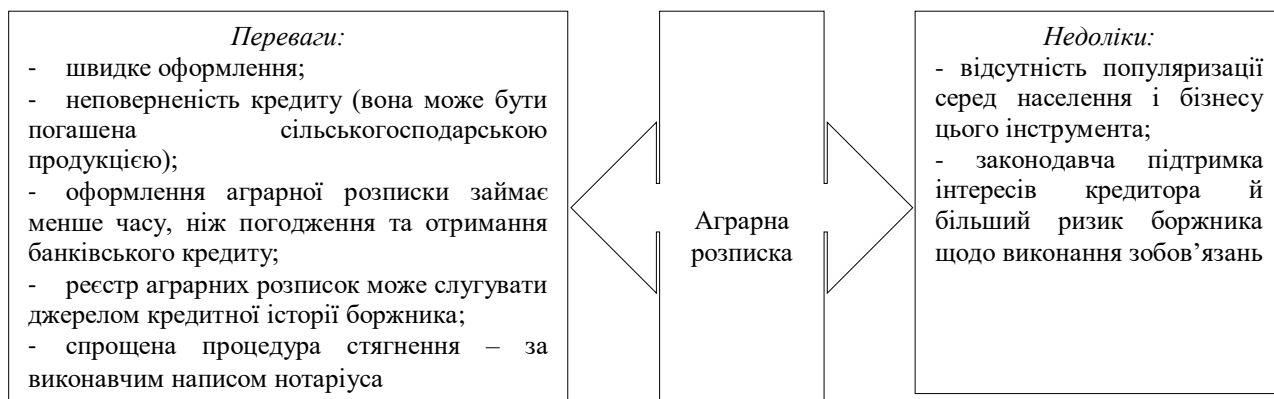 Переваги:
- швидке оформлення;
- неповерненість кредиту (вона може бути
погашена сільськогосподарською
продукцією);
- оформлення аграрної розписки займає
менше часу, ніж погодження та отримання
банківського кредиту;
- реєстр аграрних розписок може слугувати
джерелом кредитної історії боржника;
- спрощена процедура стягнення – за
виконавчим написом нотаріуса
Аграрна
розписка
Недоліки:
- відсутність популяризації
серед населення і бізнесу
цього інструмента;
- законодавча підтримка
інтересів кредитора й
більший ризик боржника
щодо виконання зобов’язань